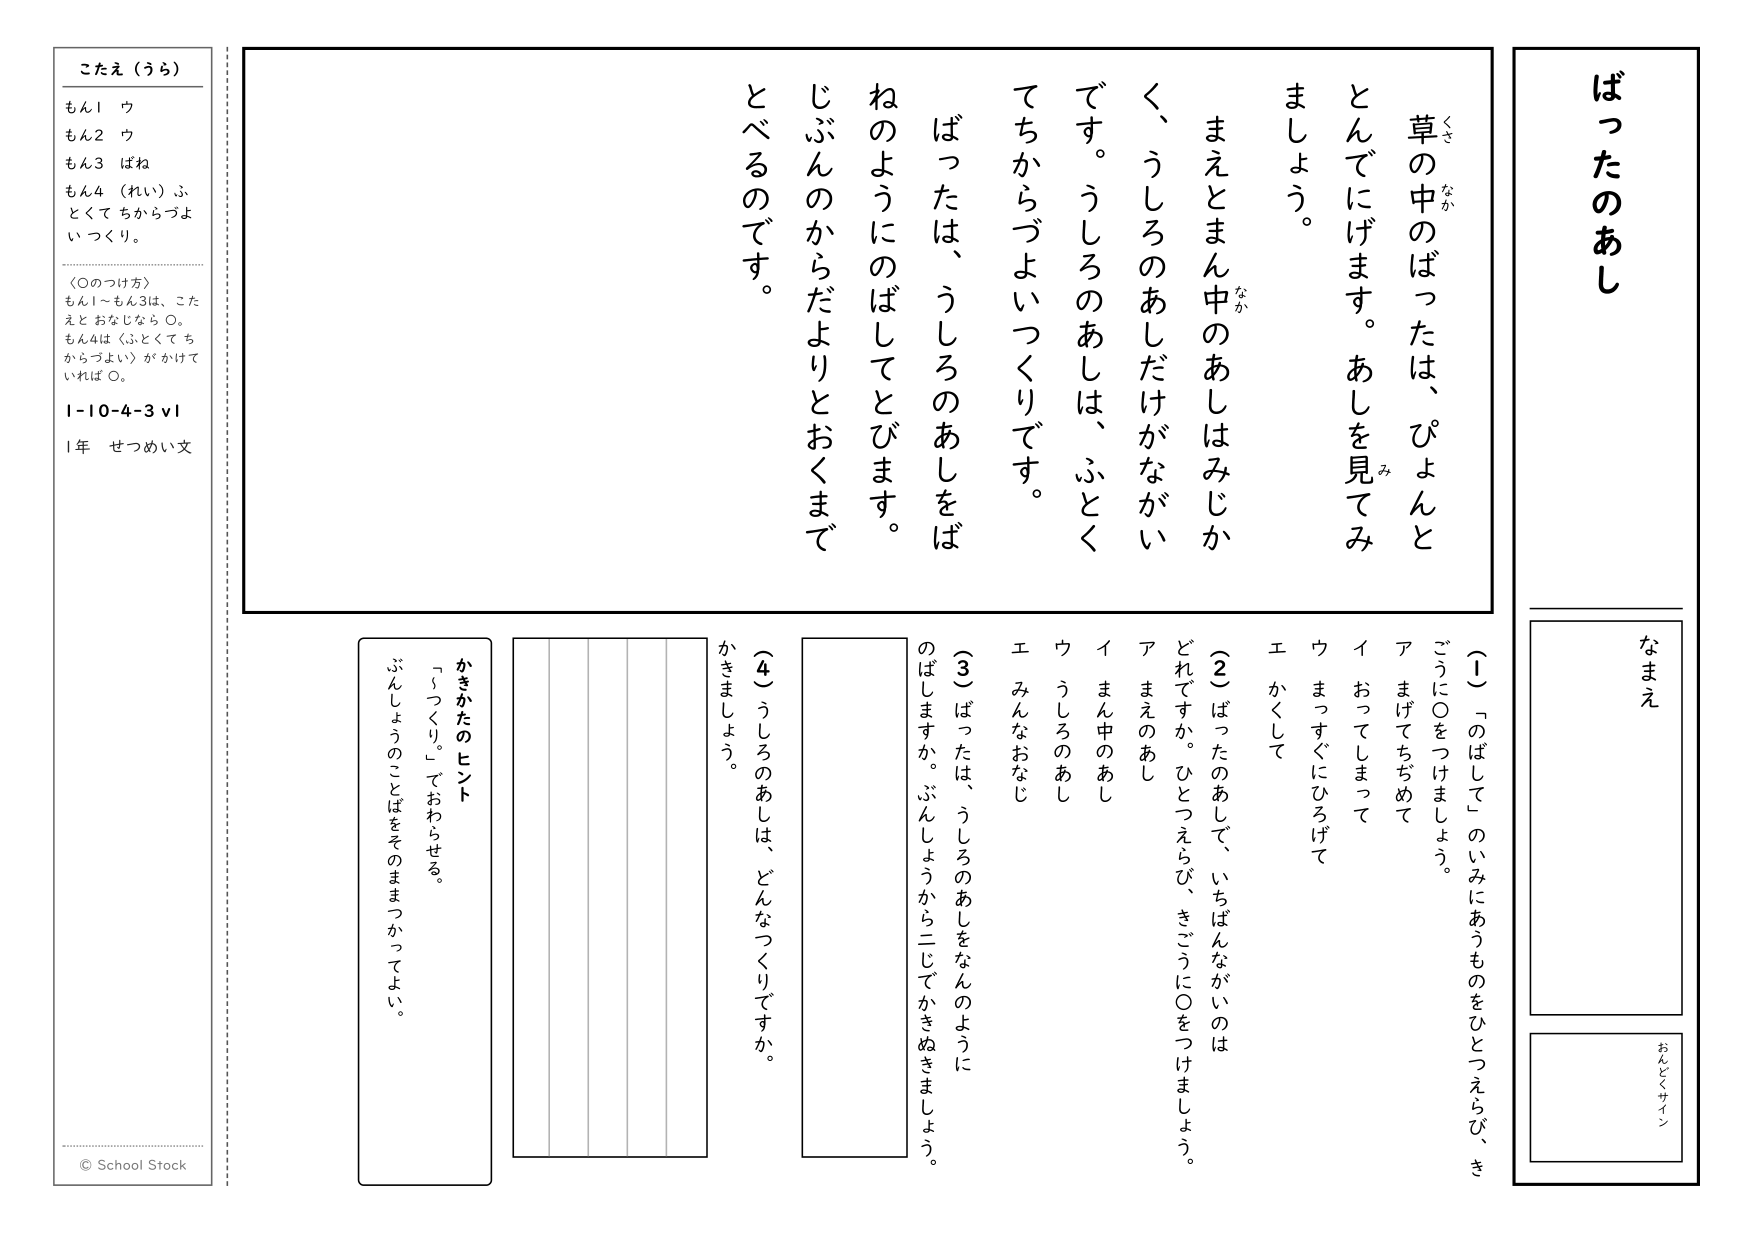 ばったのあし
なまえ
おんどくサイン
草の中のばったは、ぴょんと
とんでにげます。あしを見てみ
ましょう。
まえとまん中のあしはみじか
く、うしろのあしだけがながい
です。うしろのあしは、ふとく
てちからづよいつくりです。
ばったは、うしろのあしをば
ねのようにのばしてとびます。
じぶんのからだよりとおくまで
とべるのです。
くさ
なか
み
なか
(1)「のばして」のいみにあうものをひとつえらび、き
ごうに○をつけましょう。
ア まげてちぢめて
イ おってしまって
ウ まっすぐにひろげて
エ かくして
(2)ばったのあしで、いちばんながいのは
どれですか。ひとつえらび、きごうに○をつけましょう。
ア まえのあし
イ まん中のあし
ウ うしろのあし
エ みんなおなじ
(3)ばったは、うしろのあしをなんのように
のばしますか。ぶんしょうから二じでかきぬきましょう。
(4)うしろのあしは、どんなつくりですか。
かきましょう。
かきかたの ヒント
「~つくり。」でおわらせる。
ぶんしょうのことばをそのままつかってよい。
こたえ(うら)
もん1 ウ
もん2 ウ
もん3 ばね
もん4 (れい)ふ
とくて ちからづよ
い つくり。
〈○のつけ方〉
もん1~もん3は、こた
えと おなじなら ○。
もん4は〈ふとくて ち
からづよい〉が かけて
いれば ○。
1-10-4-3 v1
1年 せつめい文
© School Stock